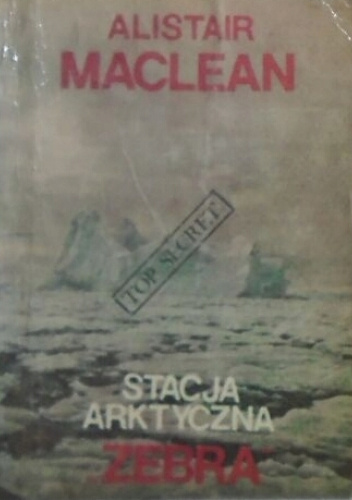 ALISTAIR
MACLEAN
TOP SECRET
STACJA
ARKTYCZNA
„ZEBRA”